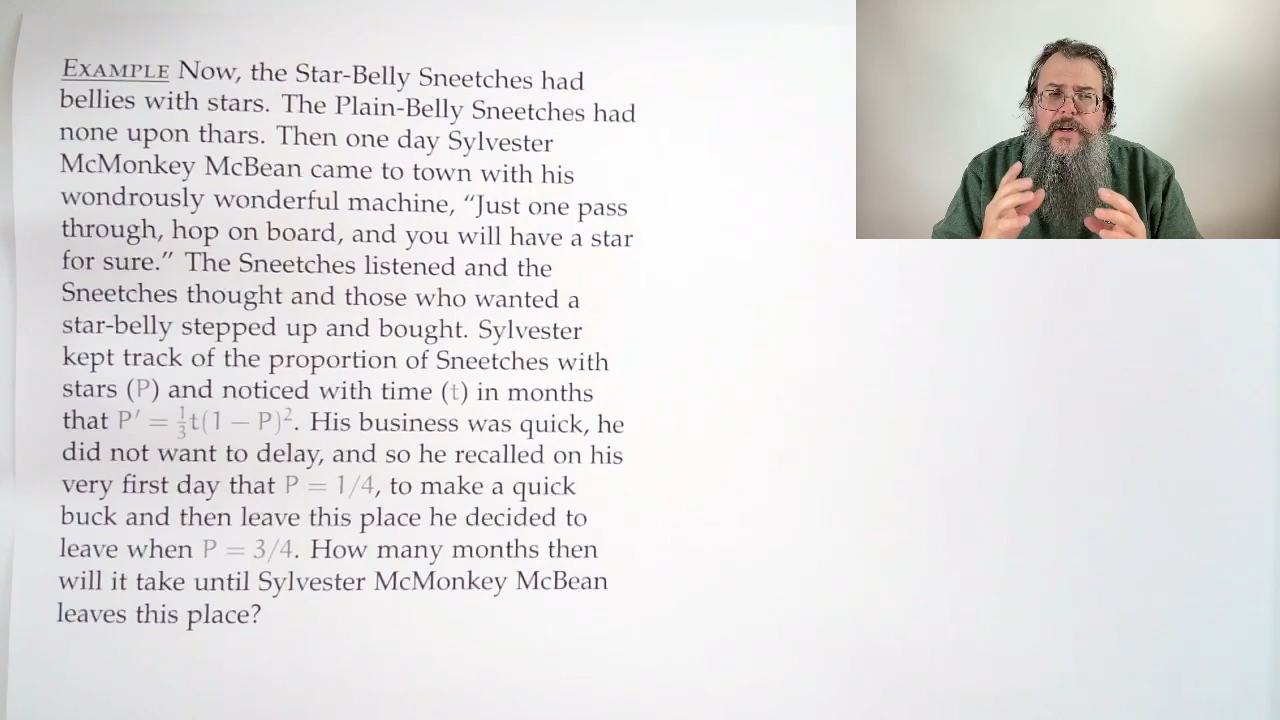 EXAMPLE Now, the Star-Belly Sneetches had
bellies with stars. The Plain-Belly Sneetches had
none upon thars. Then one day Sylvester
McMonkey McBean came to town with his
wondrously wonderful machine, “Just one pass
through, hop on board, and you will have a star
for sure.” The Sneetches listened and the
Sneetches thought and those who wanted a
star-belly stepped up and bought. Sylvester
kept track of the proportion of Sneetches with
stars (P) and noticed with time (t) in months
that P′ = 1/3 t(1 − P)². His business was quick, he
did not want to delay, and so he recalled on his
very first day that P = 1/4, to make a quick
buck and then leave this place he decided to
leave when P = 3/4. How many months then
will it take until Sylvester McMonkey McBean
leaves this place?